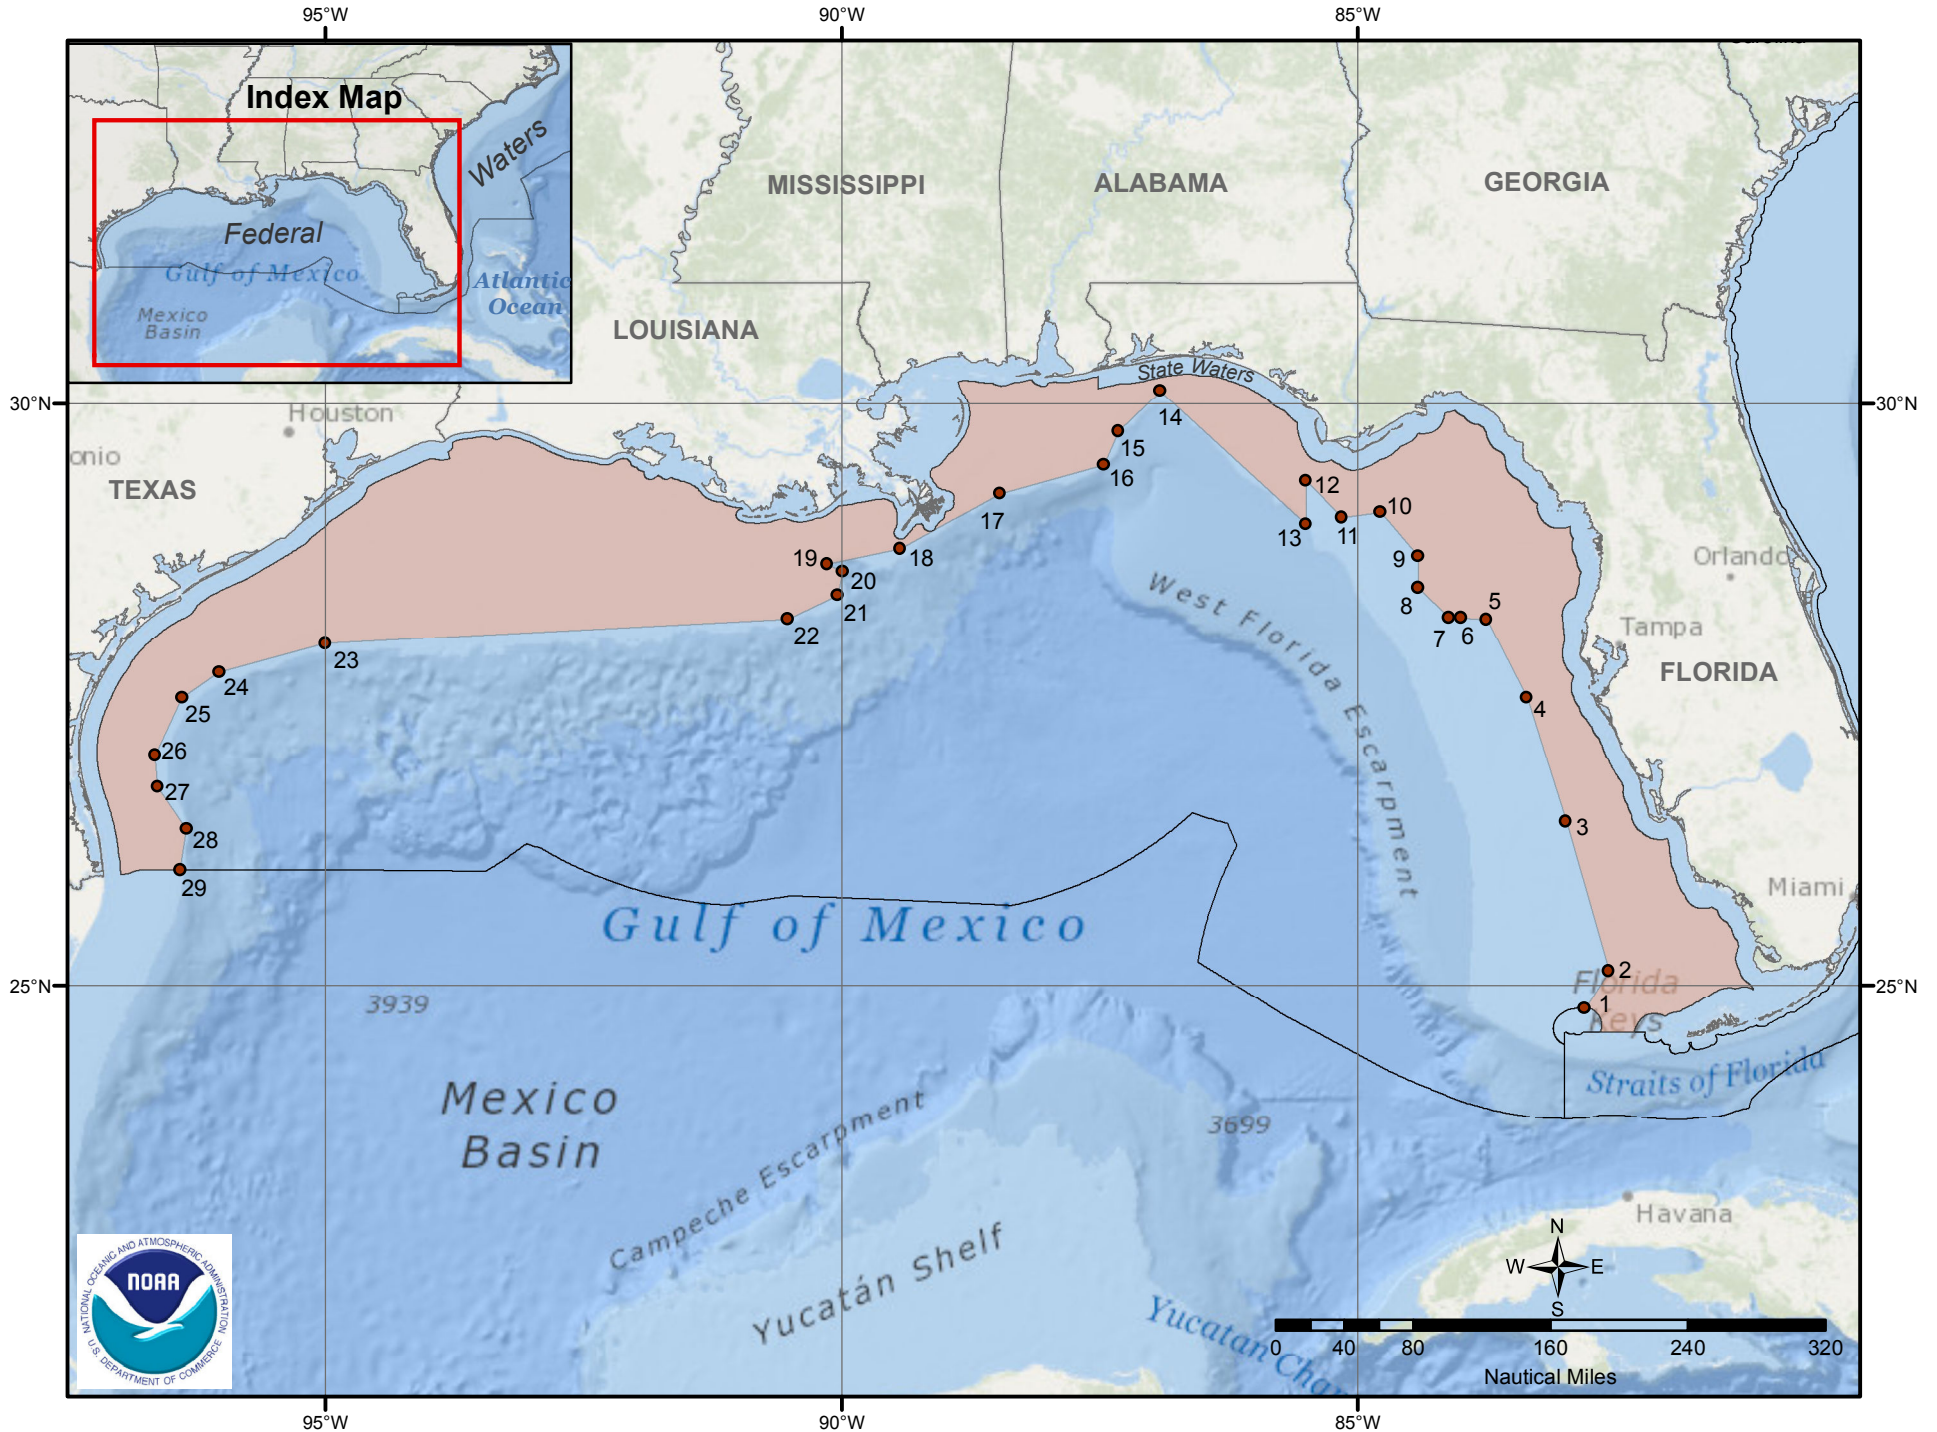 95°W
90°W
85°W
Index Map
Waters
Federal
Gulf of Mexico
Atlantic
Ocean
Mexico
Basin
MISSISSIPPI
ALABAMA
GEORGIA
LOUISIANA
State Waters
30°N
30°N
Houston
onio
TEXAS
14
15
16
17
12
13
11
10
9
8
7
6
5
4
3
2
1
18
19
20
21
22
23
24
25
26
27
28
29
Orlando
Tampa
FLORIDA
Miami
West Florida Escarpment
Gulf of Mexico
25°N
25°N
Florida
Keys
Straits of Florida
3939
Mexico
Basin
Campeche Escarpment
3699
Yucatán Shelf
Havana
Yucatan Chan
N
W
E
S
0
40
80
160
240
320
Nautical Miles
NATIONAL OCEANIC AND ATMOSPHERIC ADMINISTRATION
NOAA
U.S. DEPARTMENT OF COMMERCE
95°W
90°W
85°W